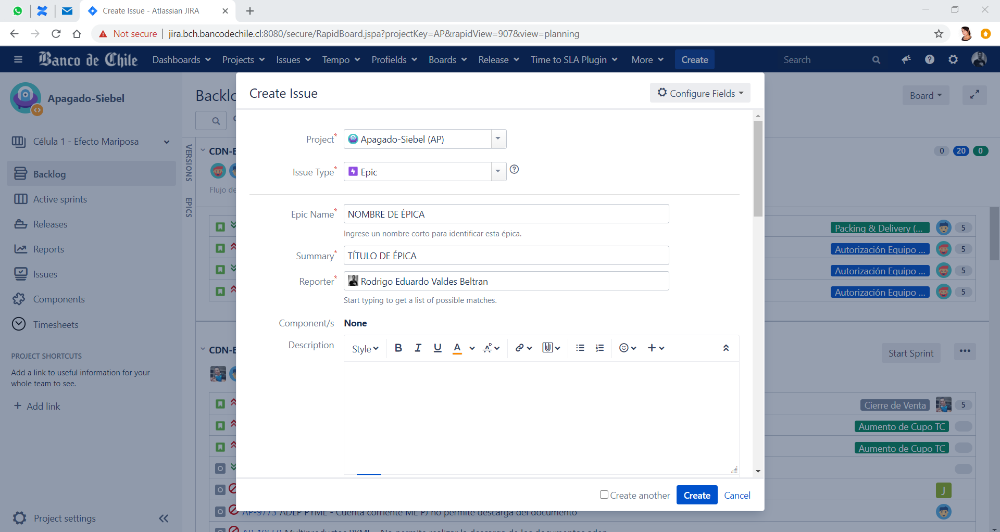 Create Issue - Atlassian JIRA
Not secure
jira.bch.bancodechile.cl:8080/secure/RapidBoard.jspa?projectKey=AP&rapidView=907&view=planning
Banco de Chile Dashboards Projects Issues Tempo Profields Boards Release Time to SLA Plugin More Create Search
Apagado-Siebel
Célula 1 - Efecto Mariposa
Backlog
Active sprints
Releases
Reports
Issues
Components
Timesheets
PROJECT SHORTCUTS
Add a link to useful information for your
whole team to see.
+ Add link
Project settings
Backlo
Board
VERSIONS
EPICS
CDN-E
0 20 0
Flujo de
Packing & Delivery (... 5
Autorización Equipo ... 5
Autorización Equipo ... 5
Autorización Equipo ... 5
CDN-E
Start Sprint
Cierre de Venta 5
Aumento de Cupo TC
Aumento de Cupo TC
J
Create Issue
Configure Fields
Project* Apagado-Siebel (AP)
Issue Type* Epic
Epic Name* NOMBRE DE ÉPICA
Ingrese un nombre corto para identificar esta épica.
Summary* TÍTULO DE ÉPICA
Reporter* Rodrigo Eduardo Valdes Beltran
Start typing to get a list of possible matches.
Component/s None
Description
Style B I U A
Create another Create Cancel
AP-9773 ADEP PYME - Cuenta corriente ME PJ no permite descarga del documento